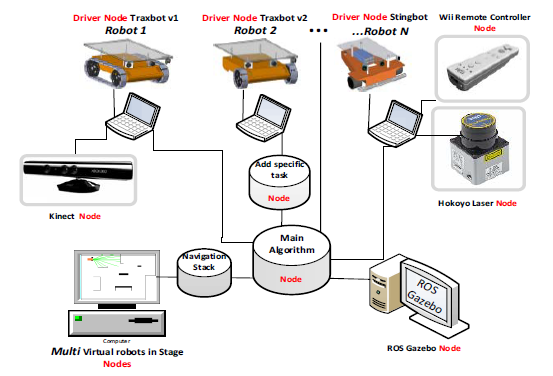 Driver Node Traxbot v1
Robot 1
Driver Node Traxbot v2
Robot 2
...
Driver Node Stingbot
...Robot N
Wii Remote Controller
Node
Kinect Node
Add specific
task
Node
Hokoyo Laser Node
Main
Algorithm
Node
Navigation
Stack
ROS
Gazebo
Computer
Multi Virtual robots in Stage
Nodes
ROS Gazebo Node